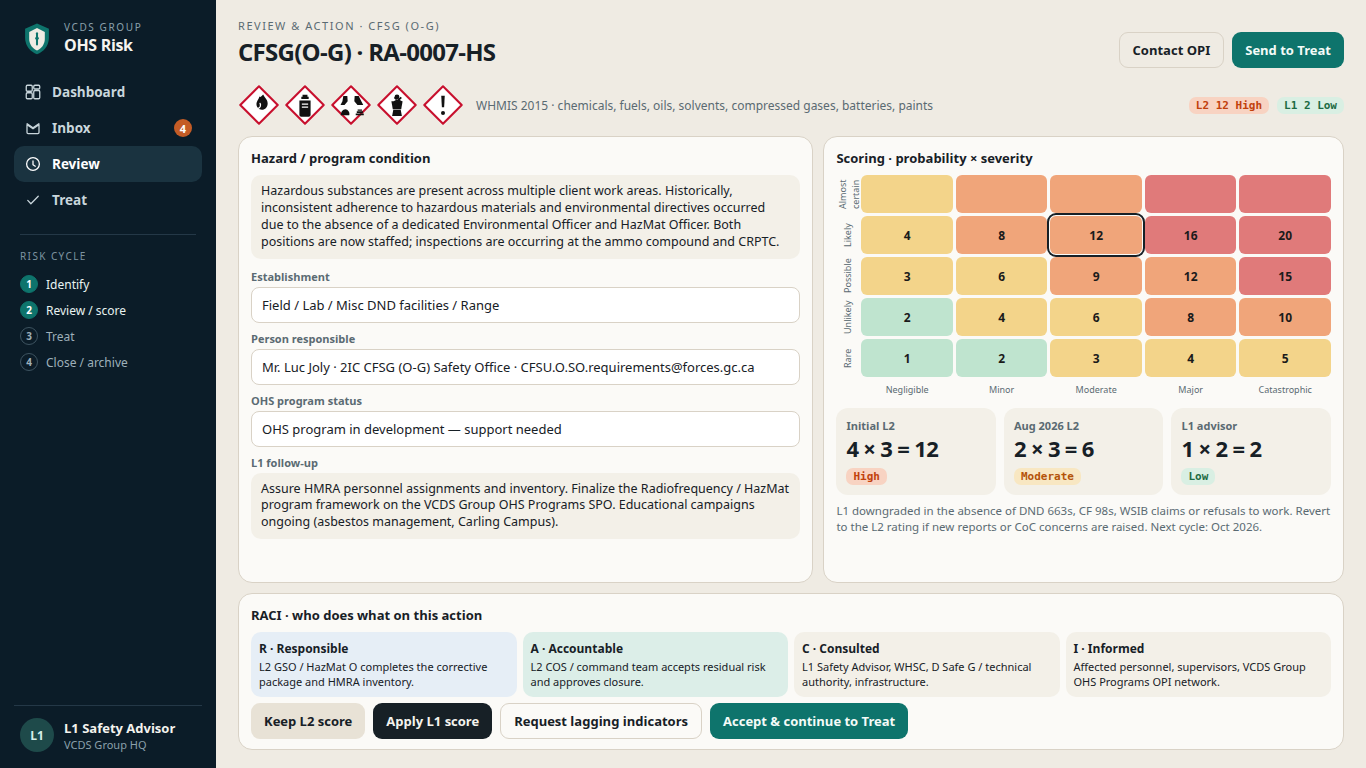 VCDS GROUP
OHS Risk
Dashboard
Inbox
4
Review
Treat
RISK CYCLE
1 Identify
2 Review / score
3 Treat
4 Close / archive
L1
L1 Safety Advisor
VCDS Group HQ
REVIEW & ACTION · CFSG (O-G)
CFSG(O-G) · RA-0007-HS
Contact OPI
Send to Treat
WHMIS 2015 · chemicals, fuels, oils, solvents, compressed gases, batteries, paints
L2 12 High
L1 2 Low
Hazard / program condition
Hazardous substances are present across multiple client work areas. Historically,
inconsistent adherence to hazardous materials and environmental directives occurred
due to the absence of a dedicated Environmental Officer and HazMat Officer. Both
positions are now staffed; inspections are occurring at the ammo compound and CRPTC.
Establishment
Field / Lab / Misc DND facilities / Range
Person responsible
Mr. Luc Joly · 2IC CFSG (O-G) Safety Office · CFSU.O.SO.requirements@forces.gc.ca
OHS program status
OHS program in development — support needed
L1 follow-up
Assure HMRA personnel assignments and inventory. Finalize the Radiofrequency / HazMat
program framework on the VCDS Group OHS Programs SPO. Educational campaigns
ongoing (asbestos management, Carling Campus).
Scoring · probability × severity
Almost
certain
Likely 4 8 12 16 20
Possible 3 6 9 12 15
Unlikely 2 4 6 8 10
Rare 1 2 3 4 5
Negligible Minor Moderate Major Catastrophic
Initial L2
4 × 3 = 12
High
Aug 2026 L2
2 × 3 = 6
Moderate
L1 advisor
1 × 2 = 2
Low
L1 downgraded in the absence of DND 663s, CF 98s, WSIB claims or refusals to work. Revert
to the L2 rating if new reports or CoC concerns are raised. Next cycle: Oct 2026.
RACI · who does what on this action
R · Responsible
L2 GSO / HazMat O completes the corrective
package and HMRA inventory.
A · Accountable
L2 COS / command team accepts residual risk
and approves closure.
C · Consulted
L1 Safety Advisor, WHSC, D Safe G / technical
authority, infrastructure.
I · Informed
Affected personnel, supervisors, VCDS Group
OHS Programs OPI network.
Keep L2 score
Apply L1 score
Request lagging indicators
Accept & continue to Treat